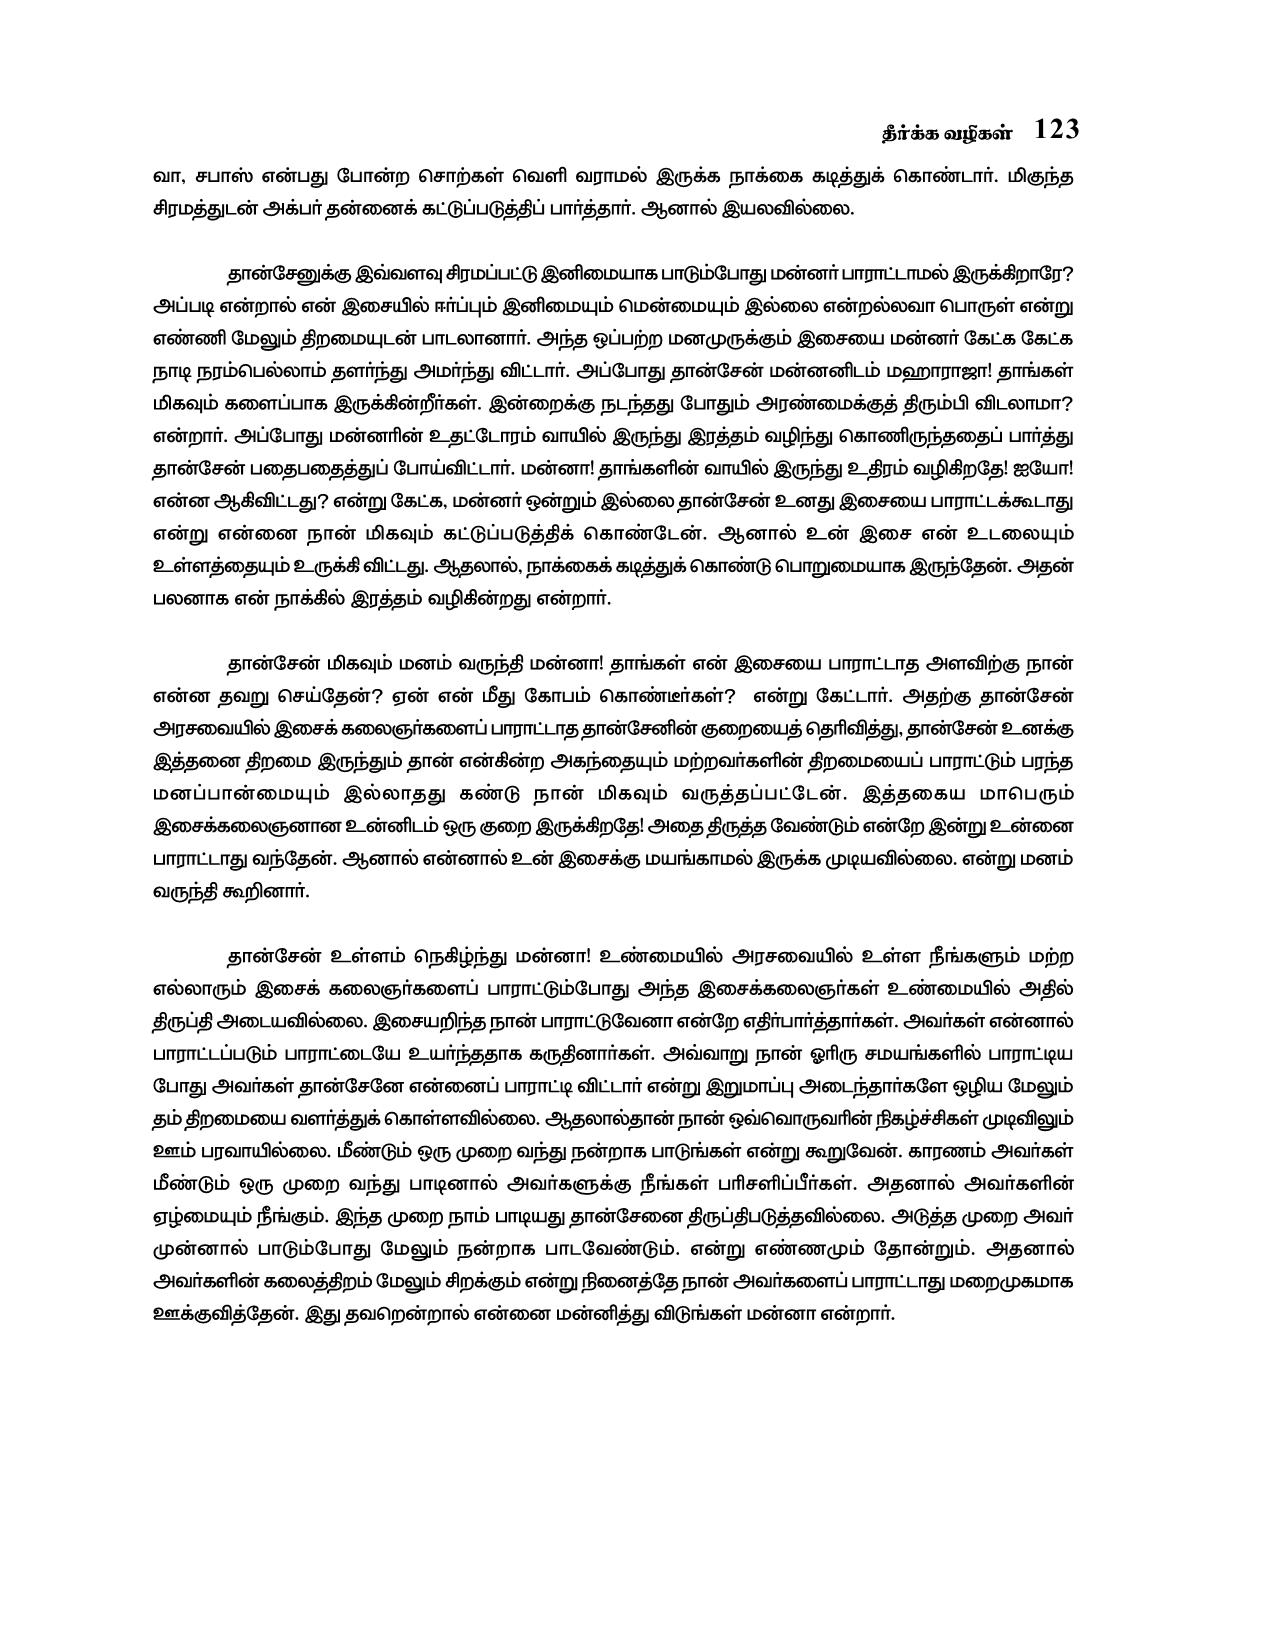 தீர்க்க வழிகள் 123
வா, சபாஸ் என்பது போன்ற சொற்கள் வெளி வராமல் இருக்க நாக்கை கடித்துக் கொண்டார். மிகுந்த
சிரமத்துடன் அக்பர் தன்னைக் கட்டுப்படுத்திப் பார்த்தார். ஆனால் இயலவில்லை.
தான்சேனுக்கு இவ்வளவு சிரமப்பட்டு இனிமையாக பாடும்போது மன்னர் பாராட்டாமல் இருக்கிறாரே?
அப்படி என்றால் என் இசையில் ஈர்ப்பும் இனிமையும் மென்மையும் இல்லை என்றல்லவா பொருள் என்று
எண்ணி மேலும் திறமையுடன் பாடலானார். அந்த ஒப்பற்ற மனமுருக்கும் இசையை மன்னர் கேட்க கேட்க
நாடி நரம்பெல்லாம் தளர்ந்து அமர்ந்து விட்டார். அப்போது தான்சேன் மன்னனிடம் மஹாராஜா! தாங்கள்
மிகவும் களைப்பாக இருக்கின்றீர்கள். இன்றைக்கு நடந்தது போதும் அரண்மைக்குத் திரும்பி விடலாமா?
என்றார். அப்போது மன்னரின் உதட்டோரம் வாயில் இருந்து இரத்தம் வழிந்து கொணிருந்ததைப் பார்த்து
தான்சேன் பதைபதைத்துப் போய்விட்டார். மன்னா! தாங்களின் வாயில் இருந்து உதிரம் வழிகிறதே! ஐயோ!
என்ன ஆகிவிட்டது? என்று கேட்க, மன்னர் ஒன்றும் இல்லை தான்சேன் உனது இசையை பாராட்டக்கூடாது
என்று என்னை நான் மிகவும் கட்டுப்படுத்திக் கொண்டேன். ஆனால் உன் இசை என் உடலையும்
உள்ளத்தையும் உருக்கி விட்டது. ஆதலால், நாக்கைக் கடித்துக் கொண்டு பொறுமையாக இருந்தேன். அதன்
பலனாக என் நாக்கில் இரத்தம் வழிகின்றது என்றார்.
தான்சேன் மிகவும் மனம் வருந்தி மன்னா! தாங்கள் என் இசையை பாராட்டாத அளவிற்கு நான்
என்ன தவறு செய்தேன்? ஏன் என் மீது கோபம் கொண்டீர்கள்? என்று கேட்டார். அதற்கு தான்சேன்
அரசவையில் இசைக் கலைஞர்களைப் பாராட்டாத தான்சேனின் குறையைத் தெரிவித்து, தான்சேன் உனக்கு
இத்தனை திறமை இருந்தும் தான் என்கின்ற அகந்தையும் மற்றவர்களின் திறமையைப் பாராட்டும் பரந்த
மனப்பான்மையும் இல்லாதது கண்டு நான் மிகவும் வருத்தப்பட்டேன். இத்தகைய மாபெரும்
இசைக்கலைஞனான உன்னிடம் ஒரு குறை இருக்கிறதே! அதை திருத்த வேண்டும் என்றே இன்று உன்னை
பாராட்டாது வந்தேன். ஆனால் என்னால் உன் இசைக்கு மயங்காமல் இருக்க முடியவில்லை. என்று மனம்
வருந்தி கூறினார்.
தான்சேன் உள்ளம் நெகிழ்ந்து மன்னா! உண்மையில் அரசவையில் உள்ள நீங்களும் மற்ற
எல்லாரும் இசைக் கலைஞர்களைப் பாராட்டும்போது அந்த இசைக்கலைஞர்கள் உண்மையில் அதில்
திருப்தி அடையவில்லை. இசையறிந்த நான் பாராட்டுவேனா என்றே எதிர்பார்த்தார்கள். அவர்கள் என்னால்
பாராட்டப்படும் பாராட்டையே உயர்ந்ததாக கருதினார்கள். அவ்வாறு நான் ஓரிரு சமயங்களில் பாராட்டிய
போது அவர்கள் தான்சேனே என்னைப் பாராட்டி விட்டார் என்று இறுமாப்பு அடைந்தார்களே ஒழிய மேலும்
தம் திறமையை வளர்த்துக் கொள்ளவில்லை. ஆதலால்தான் நான் ஒவ்வொருவரின் நிகழ்ச்சிகள் முடிவிலும்
ஊம் பரவாயில்லை. மீண்டும் ஒரு முறை வந்து நன்றாக பாடுங்கள் என்று கூறுவேன். காரணம் அவர்கள்
மீண்டும் ஒரு முறை வந்து பாடினால் அவர்களுக்கு நீங்கள் பரிசளிப்பீர்கள். அதனால் அவர்களின்
ஏழ்மையும் நீங்கும். இந்த முறை நாம் பாடியது தான்சேனை திருப்திபடுத்தவில்லை. அடுத்த முறை அவர்
முன்னால் பாடும்போது மேலும் நன்றாக பாடவேண்டும். என்று எண்ணமும் தோன்றும். அதனால்
அவர்களின் கலைத்திறம் மேலும் சிறக்கும் என்று நினைத்தே நான் அவர்களைப் பாராட்டாது மறைமுகமாக
ஊக்குவித்தேன். இது தவறென்றால் என்னை மன்னித்து விடுங்கள் மன்னா என்றார்.